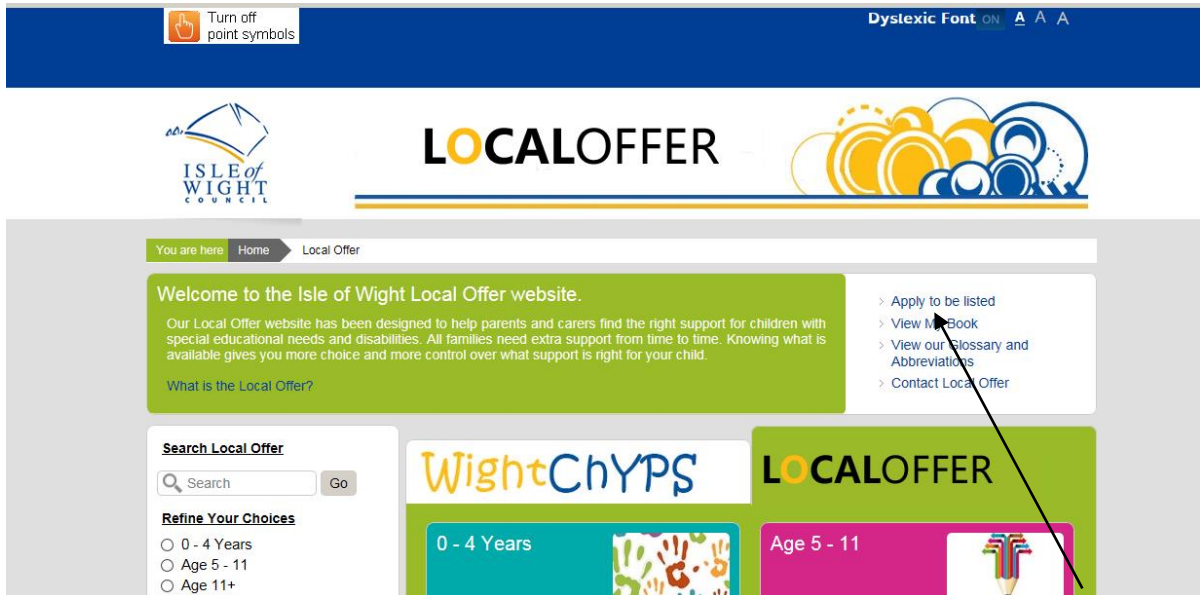 Turn off
point symbols
Dyslexic Font ON A A A
ISLE of
WIGHT
COUNCIL
LOCALOFFER
You are here Home Local Offer
Welcome to the Isle of Wight Local Offer website.
Our Local Offer website has been designed to help parents and carers find the right support for children with
special educational needs and disabilities. All families need extra support from time to time. Knowing what is
available gives you more choice and more control over what support is right for your child.
What is the Local Offer?
Apply to be listed
View My Book
View our Glossary and
Abbreviations
Contact Local Offer
Search Local Offer
Search Go
Refine Your Choices
0 - 4 Years
Age 5 - 11
Age 11+
WightChYPS
LOCALOFFER
0 - 4 Years
Age 5 - 11